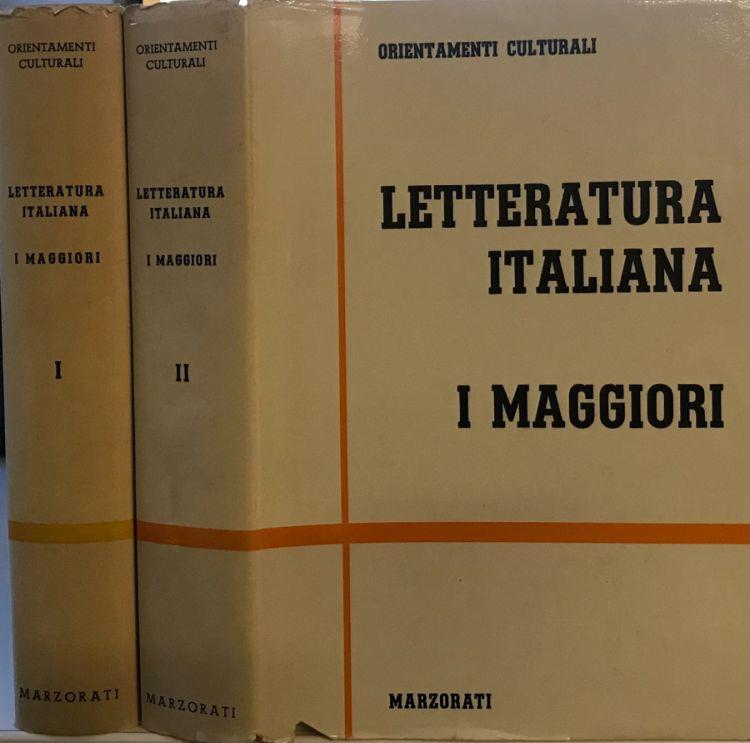 ORIENTAMENTI
CULTURALI
LETTERATURA
ITALIANA
I MAGGIORI
I
MARZORATI
ORIENTAMENTI
CULTURALI
LETTERATURA
ITALIANA
I MAGGIORI
II
MARZORATI
ORIENTAMENTI CULTURALI
LETTERATURA
ITALIANA
I MAGGIORI
MARZORATI